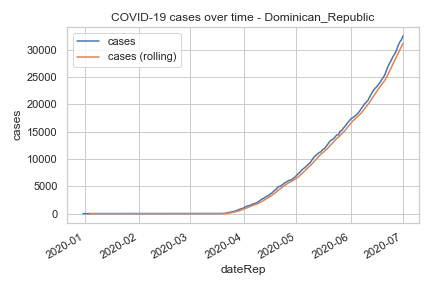 COVID-19 cases over time - Dominican_Republic
cases
cases (rolling)
30000
25000
20000
15000
10000
5000
0
cases
2020-01
2020-02
2020-03
2020-04
2020-05
2020-06
2020-07
dateRep